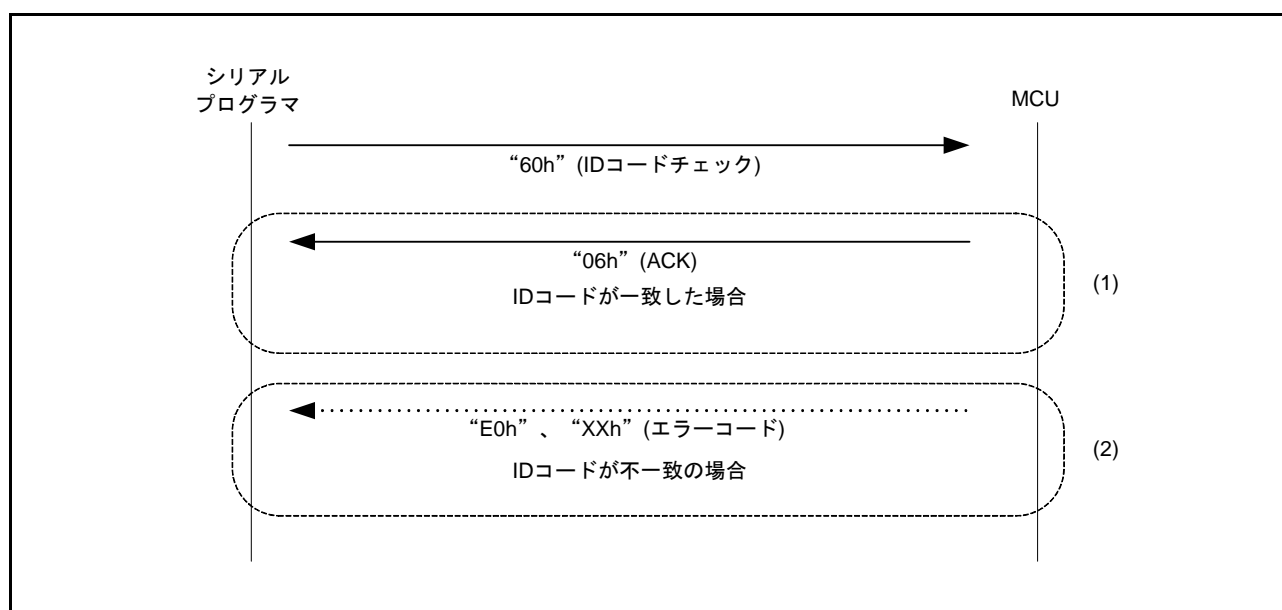 シリアル
プログラマ
MCU
“60h” (IDコードチェック)
“06h” (ACK)
IDコードが一致した場合
(1)
“E0h” 、 “XXh” (エラーコード)
IDコードが不一致の場合
(2)